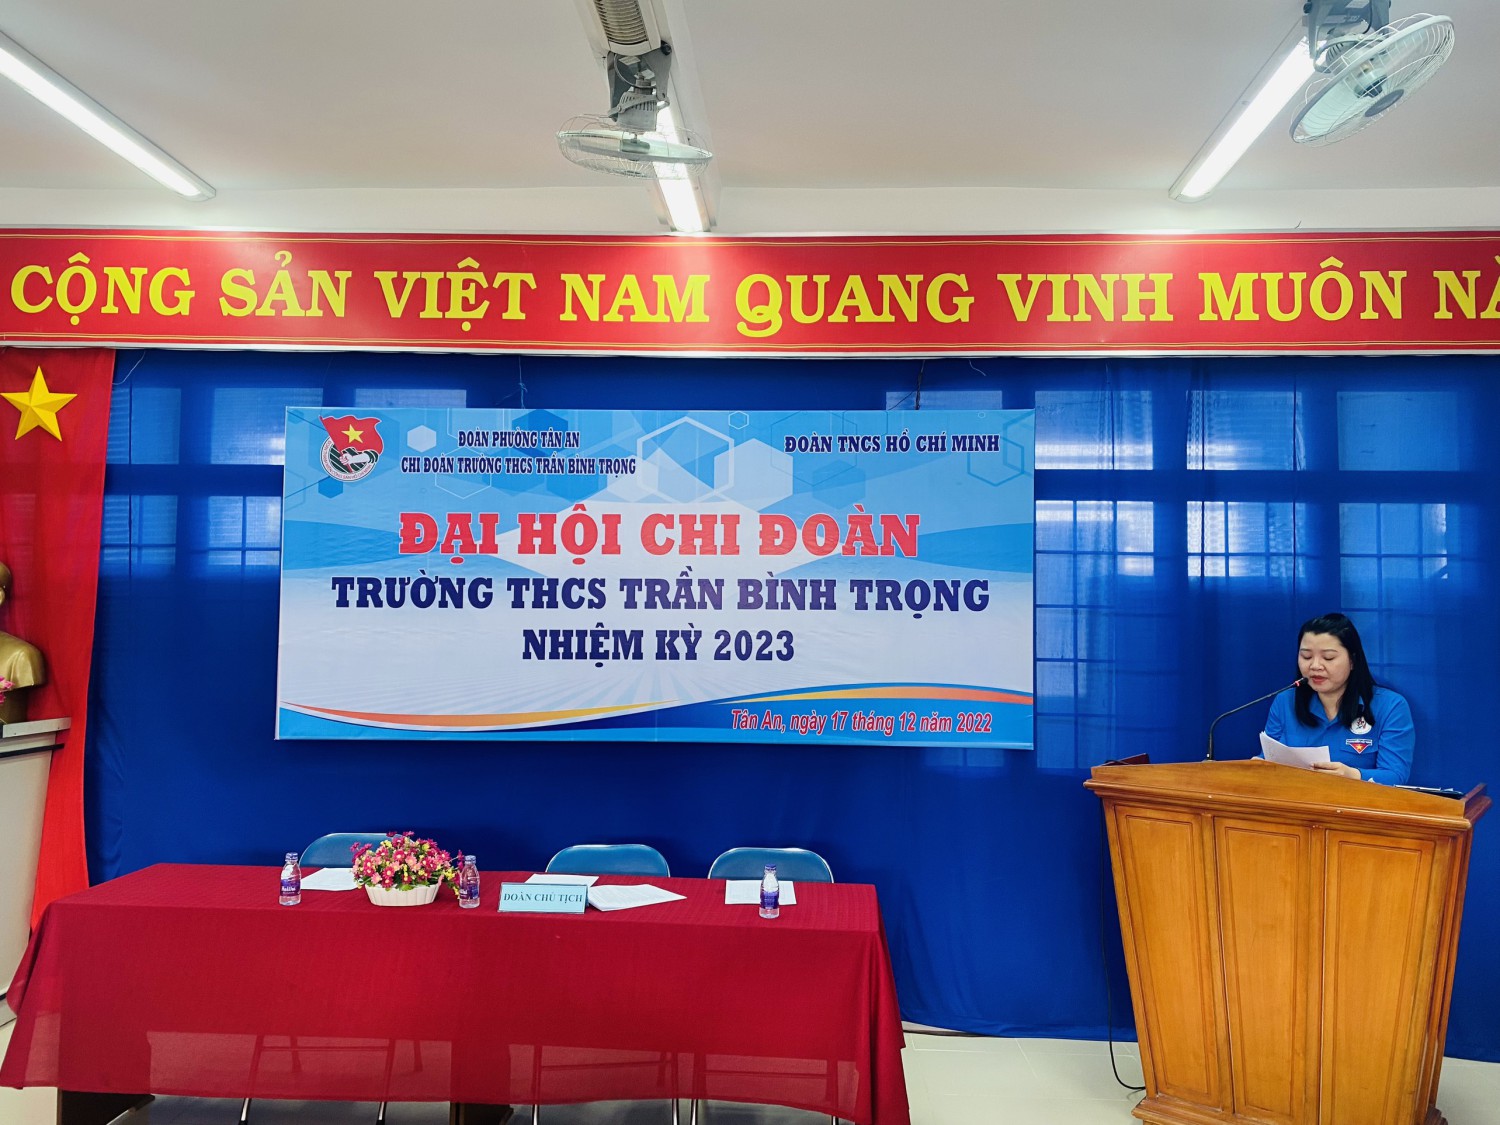 CỘNG SẢN VIỆT NAM QUANG VINH MUÔN
ĐOÀN PHƯỜNG TÂN AN
CHI ĐOÀN TRƯỜNG THCS TRẦN BÌNH TRỌNG
ĐOÀN TNCS HỒ CHÍ MINH
ĐẠI HỘI CHI ĐOÀN
TRƯỜNG THCS TRẦN BÌNH TRỌNG
NHIỆM KỲ 2023
Tân An, ngày 17 tháng 12 năm 2022
ĐOÀN CHỦ TỊCH